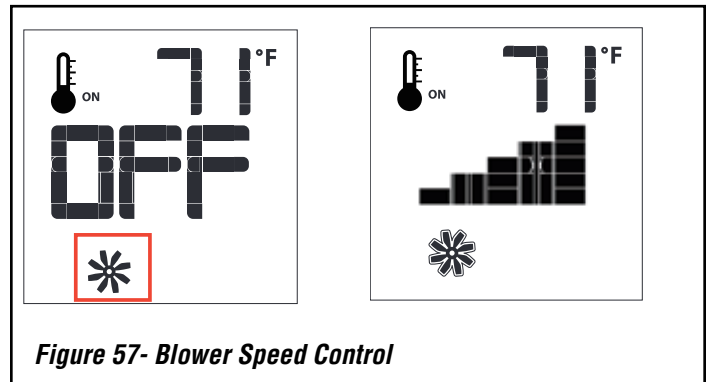 71 °F
ON
OFF
71 °F
ON
Figure 57- Blower Speed Control